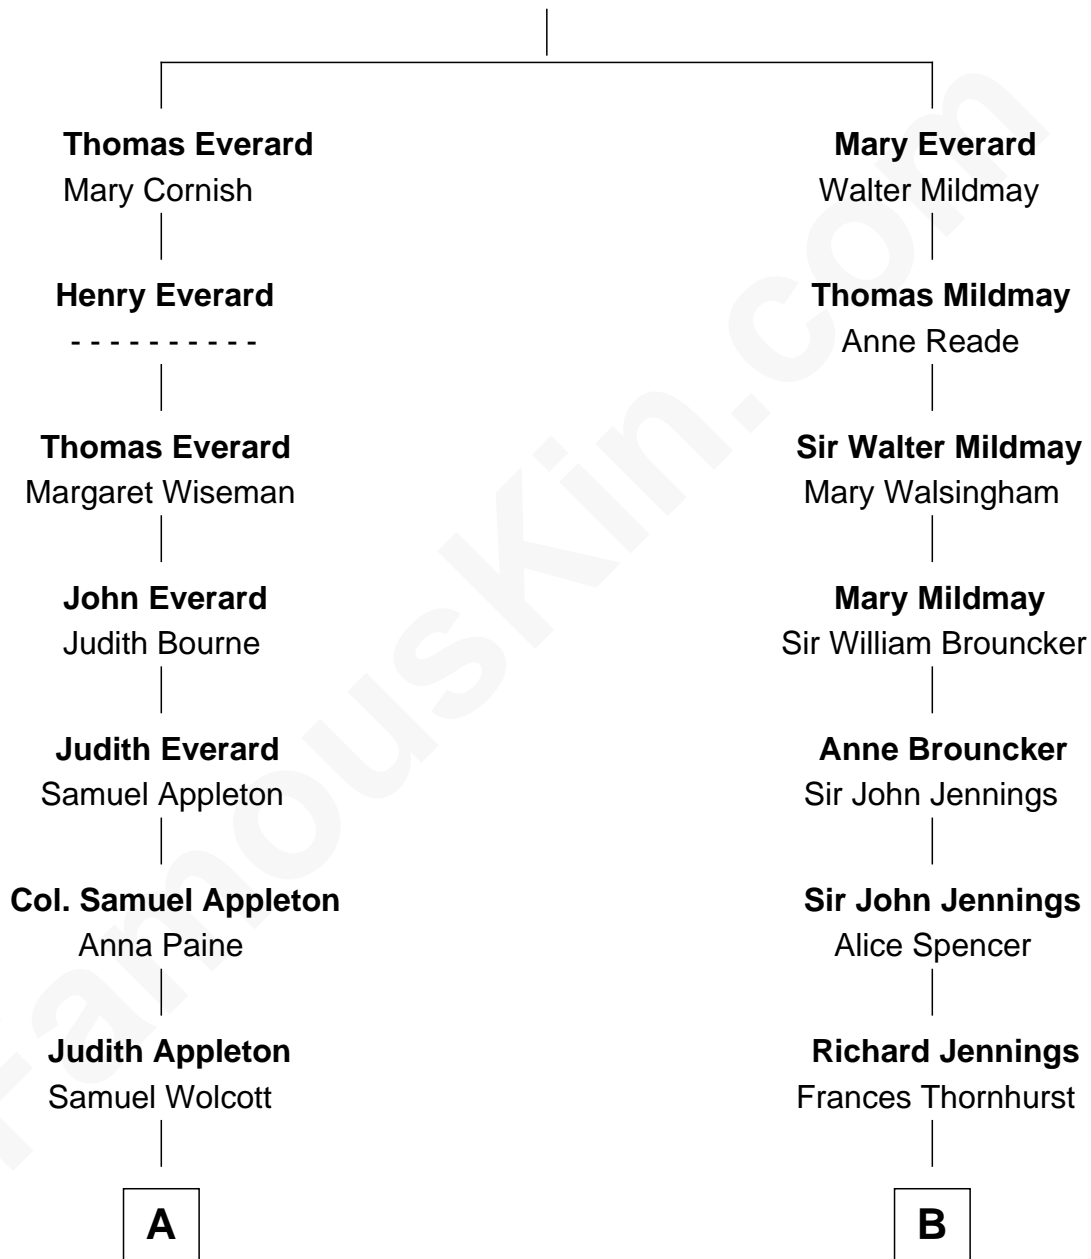 Thomas Everard
Mary Cornish
Mary Everard
Walter Mildmay
Henry Everard
- - - - - - - - - -
Thomas Mildmay
Anne Reade
Thomas Everard
Margaret Wiseman
Sir Walter Mildmay
Mary Walsingham
John Everard
Judith Bourne
Mary Mildmay
Sir William Brouncker
Judith Everard
Samuel Appleton
Anne Brouncker
Sir John Jennings
Col. Samuel Appleton
Anna Paine
Sir John Jennings
Alice Spencer
Judith Appleton
Samuel Wolcott
Richard Jennings
Frances Thornhurst
A
B
FamousKin.com